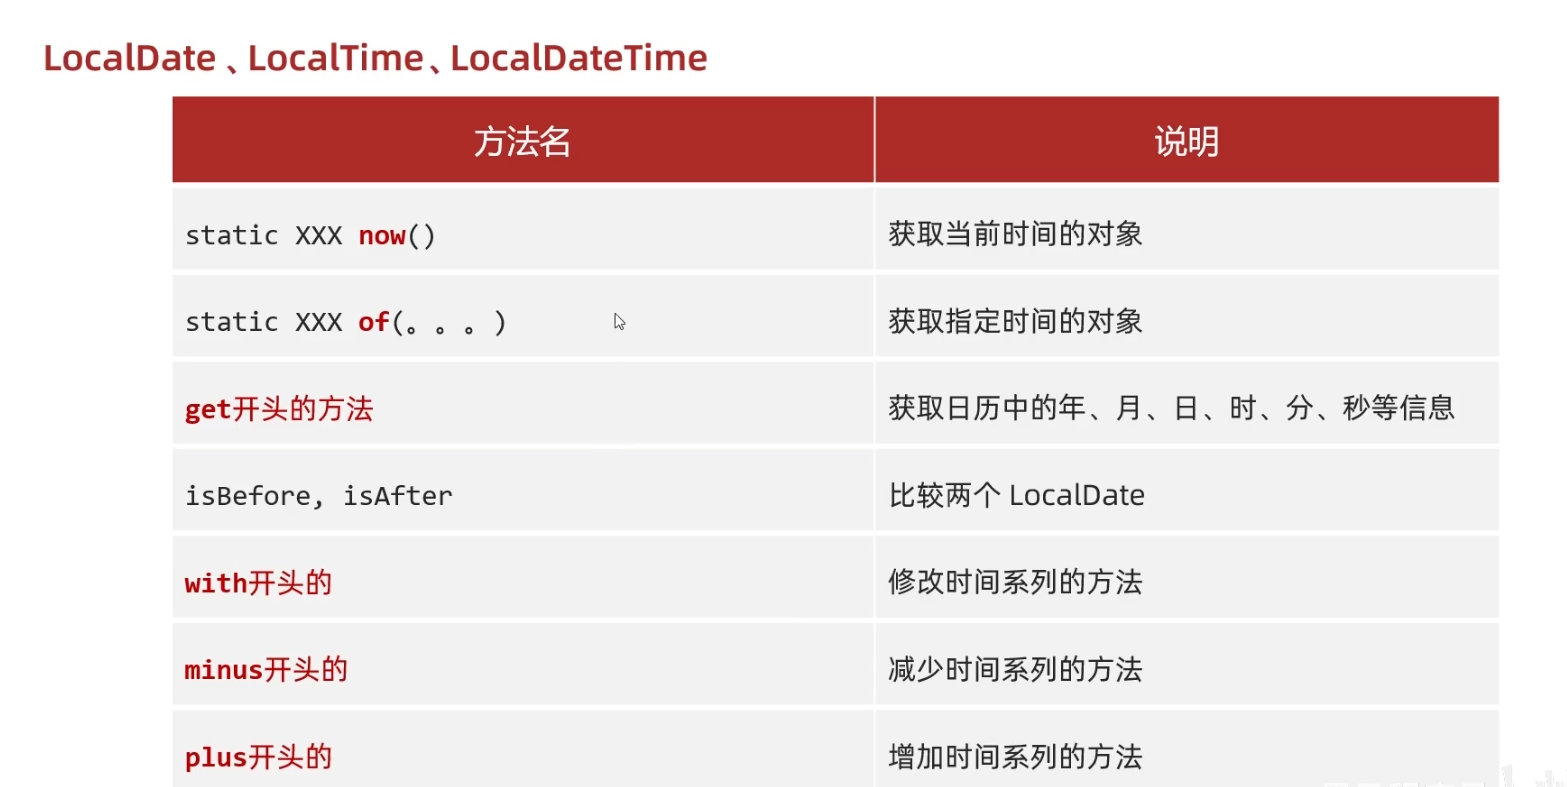 LocalDate 、LocalTime、LocalDateTime
方法名 说明
static XXX now() 获取当前时间的对象
static XXX of(。。。) 获取指定时间的对象
get开头的方法 获取日历中的年、月、日、时、分、秒等信息
isBefore, isAfter 比较两个 LocalDate
with开头的 修改时间系列的方法
minus开头的 减少时间系列的方法
plus开头的 增加时间系列的方法